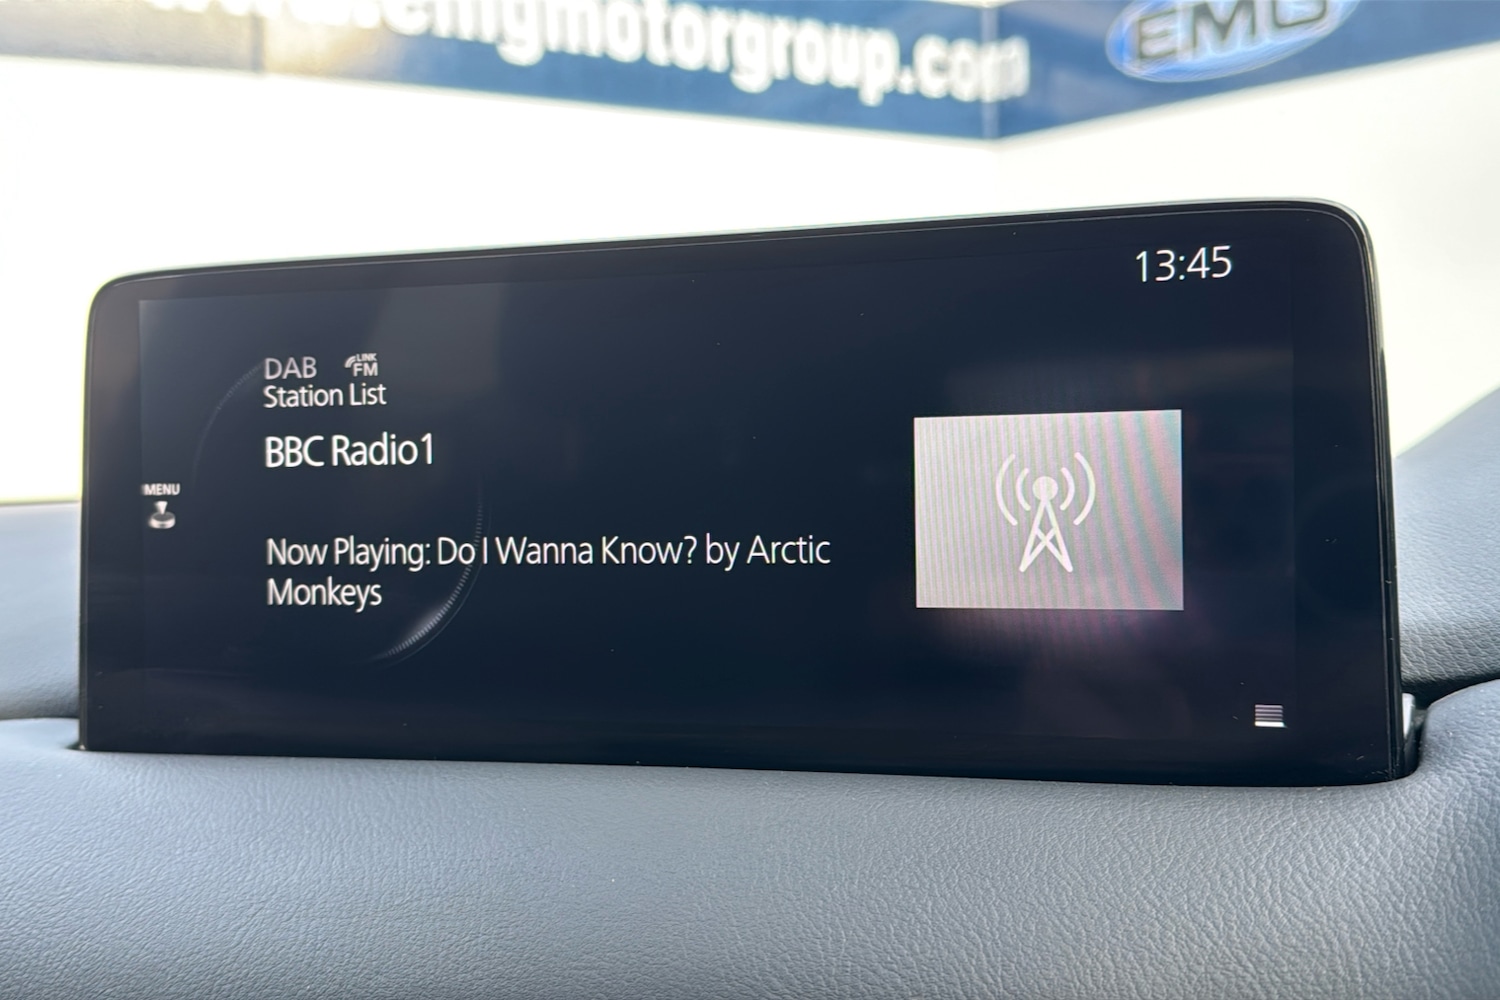 emgmotorgroup.com
EMG
13:45
DAB LINK FM
Station List
BBC Radio1
MENU
Now Playing: Do I Wanna Know? by Arctic
Monkeys